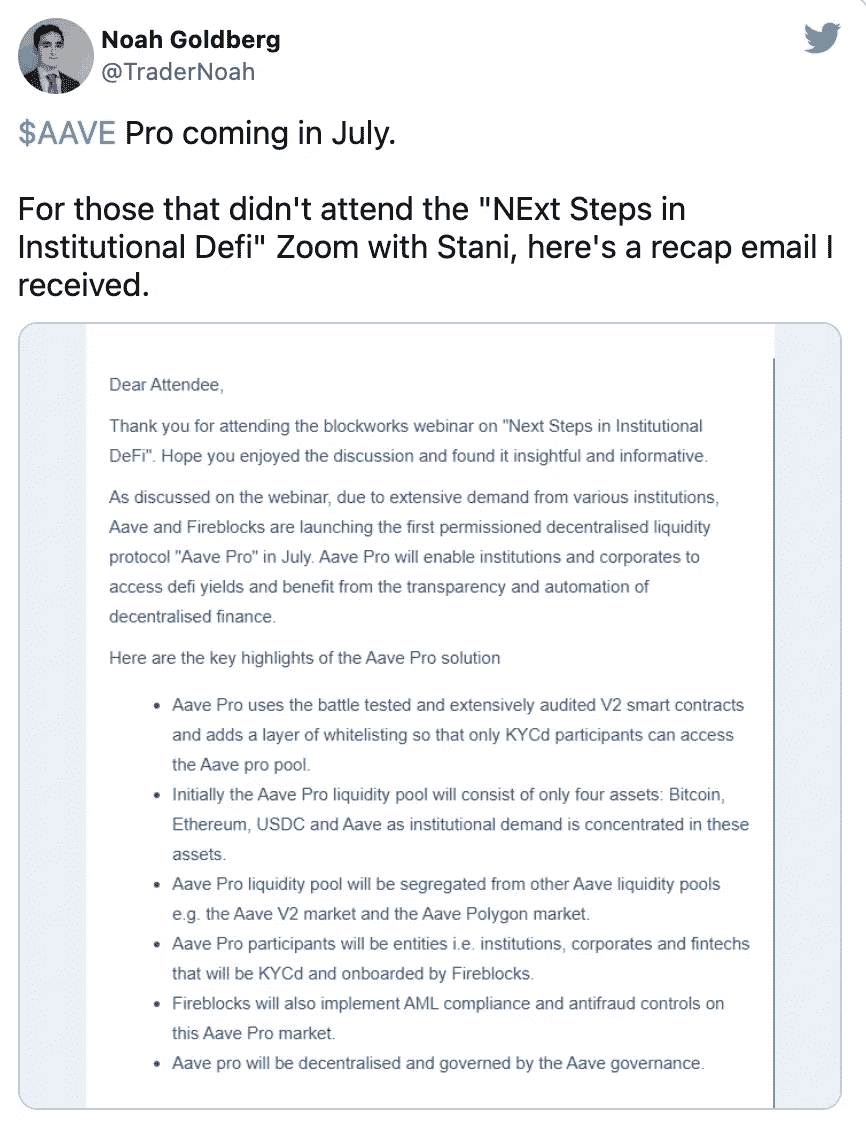 Noah Goldberg
@TraderNoah
$AAVE Pro coming in July.
For those that didn't attend the "NExt Steps in
Institutional Defi" Zoom with Stani, here's a recap email I
received.
Dear Attendee,
Thank you for attending the blockworks webinar on "Next Steps in Institutional
DeFi". Hope you enjoyed the discussion and found it insightful and informative.
As discussed on the webinar, due to extensive demand from various institutions,
Aave and Fireblocks are launching the first permissioned decentralised liquidity
protocol "Aave Pro" in July. Aave Pro will enable institutions and corporates to
access defi yields and benefit from the transparency and automation of
decentralised finance.
Here are the key highlights of the Aave Pro solution
• Aave Pro uses the battle tested and extensively audited V2 smart contracts
and adds a layer of whitelisting so that only KYCd participants can access
the Aave pro pool.
• Initially the Aave Pro liquidity pool will consist of only four assets: Bitcoin,
Ethereum, USDC and Aave as institutional demand is concentrated in these
assets.
• Aave Pro liquidity pool will be segregated from other Aave liquidity pools
e.g. the Aave V2 market and the Aave Polygon market.
• Aave Pro participants will be entities i.e. institutions, corporates and fintechs
that will be KYCd and onboarded by Fireblocks.
• Fireblocks will also implement AML compliance and antifraud controls on
this Aave Pro market.
• Aave pro will be decentralised and governed by the Aave governance.